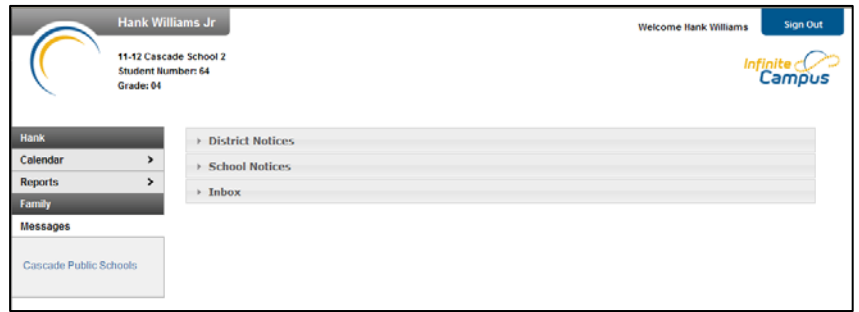 Hank Williams Jr
Welcome Hank Williams
Sign Out
11-12 Cascade School 2
Student Number: 64
Grade: 04
Infinite
Campus
Hank
Calendar
Reports
Family
Messages
Cascade Public Schools
District Notices
School Notices
Inbox